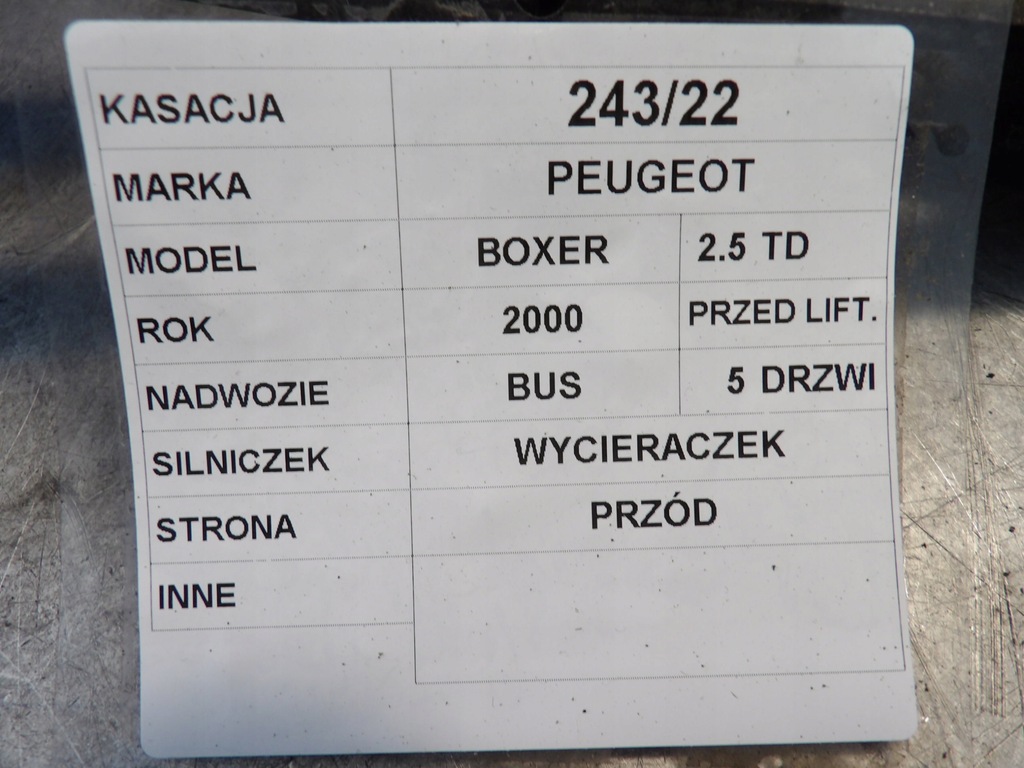 KASACJA 243/22
MARKA PEUGEOT
MODEL BOXER 2.5 TD
ROK 2000 PRZED LIFT.
NADWOZIE BUS 5 DRZWI
SILNICZEK WYCIERACZEK
STRONA PRZÓD
INNE